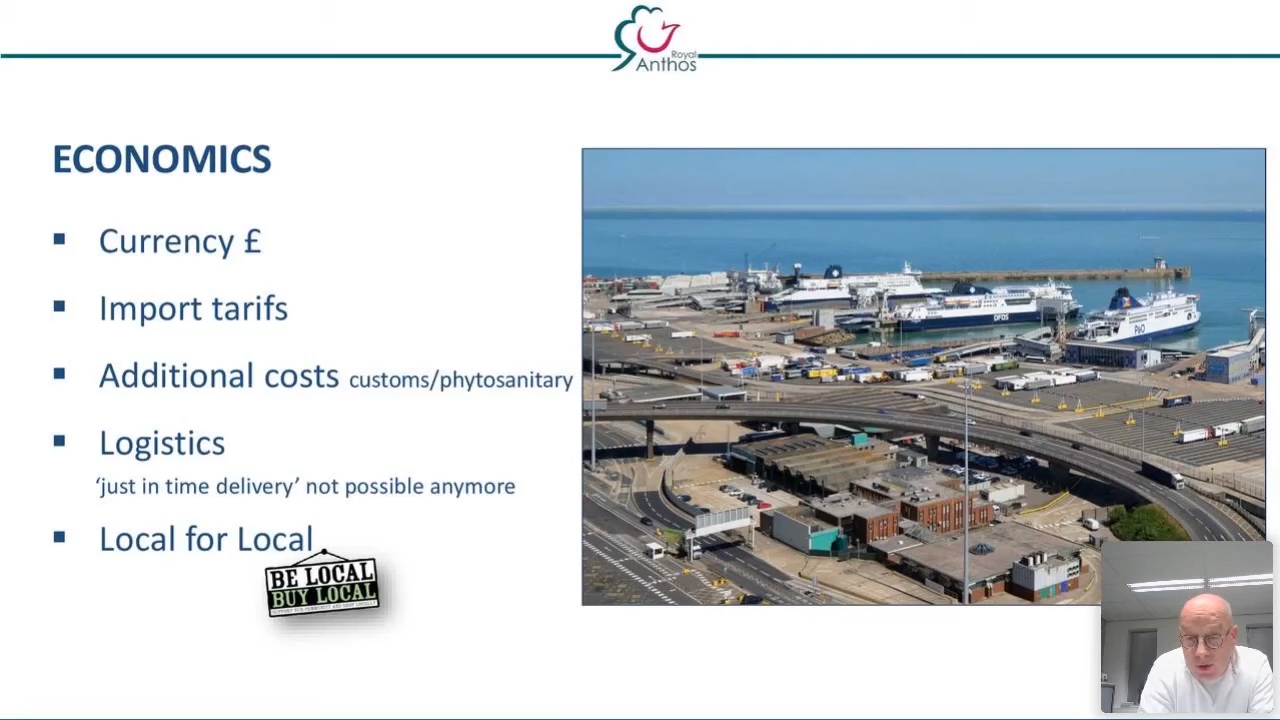 Royal
Anthos
ECONOMICS
▪ Currency £
▪ Import tarifs
▪ Additional costs customs/phytosanitary
▪ Logistics
‘just in time delivery’ not possible anymore
▪ Local for Local
BE LOCAL
BUY LOCAL
DFDS
P&O